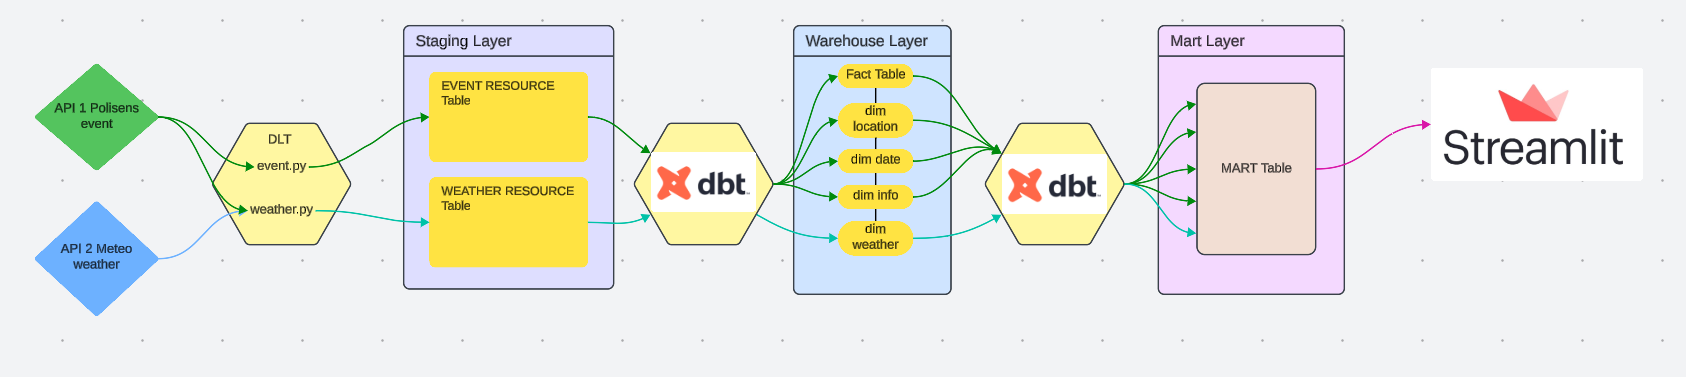 API 1 Polisens
event
API 2 Meteo
weather
DLT
event.py
weather.py
Staging Layer
EVENT RESOURCE
Table
WEATHER RESOURCE
Table
dbt
Warehouse Layer
Fact Table
dim
location
dim date
dim info
dim
weather
dbt
Mart Layer
MART Table
Streamlit